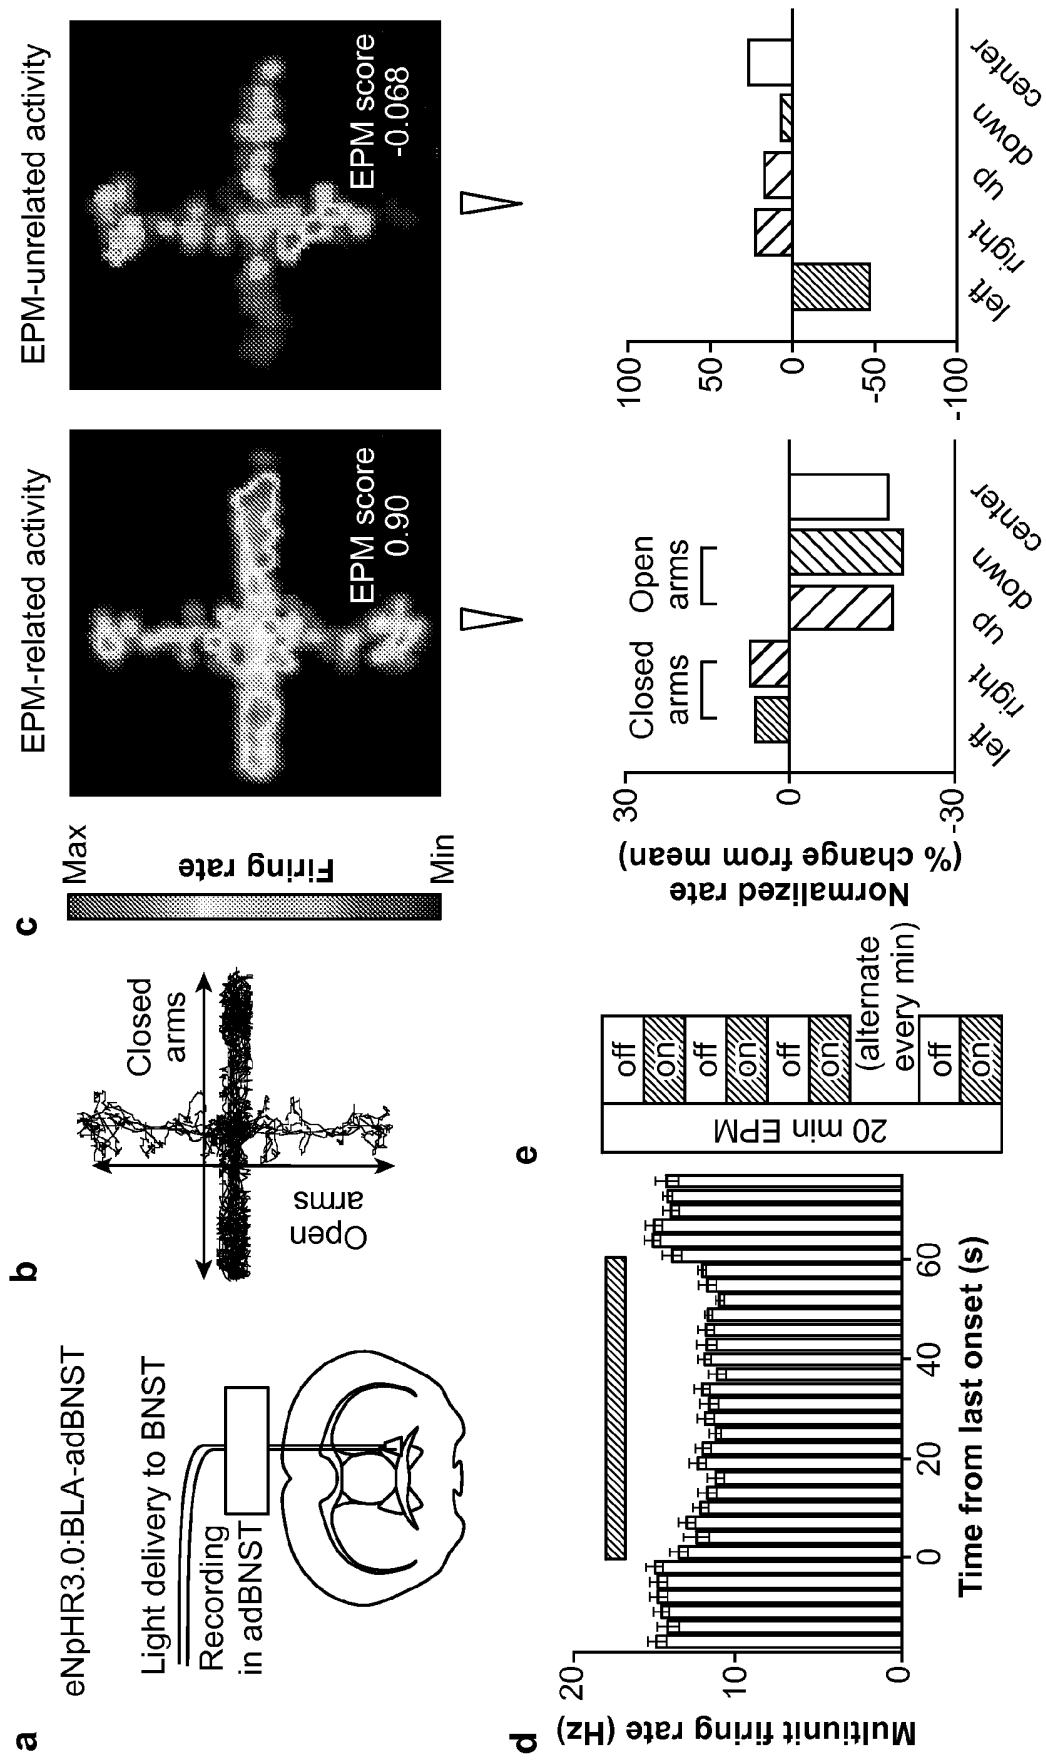 a
eNpHR3.0:BLA-adBNST
Light delivery to BNST
Recording
in adBNST
b
Closed
arms
Open
arms
c
Max
Firing rate
Min
EPM-related activity
EPM score
0.90
EPM-unrelated activity
EPM score
-0.068
Normalized rate
(% change from mean)
30
0
-30
Closed
arms
Open
arms
left
right
up
down
center
100
50
0
-50
-100
left
right
up
down
center
d
Multiunit firing rate (Hz)
20
10
0
0
20
40
60
Time from last onset (s)
e
20 min EPM
off
on
off
on
off
on
(alternate
every min)
off
on